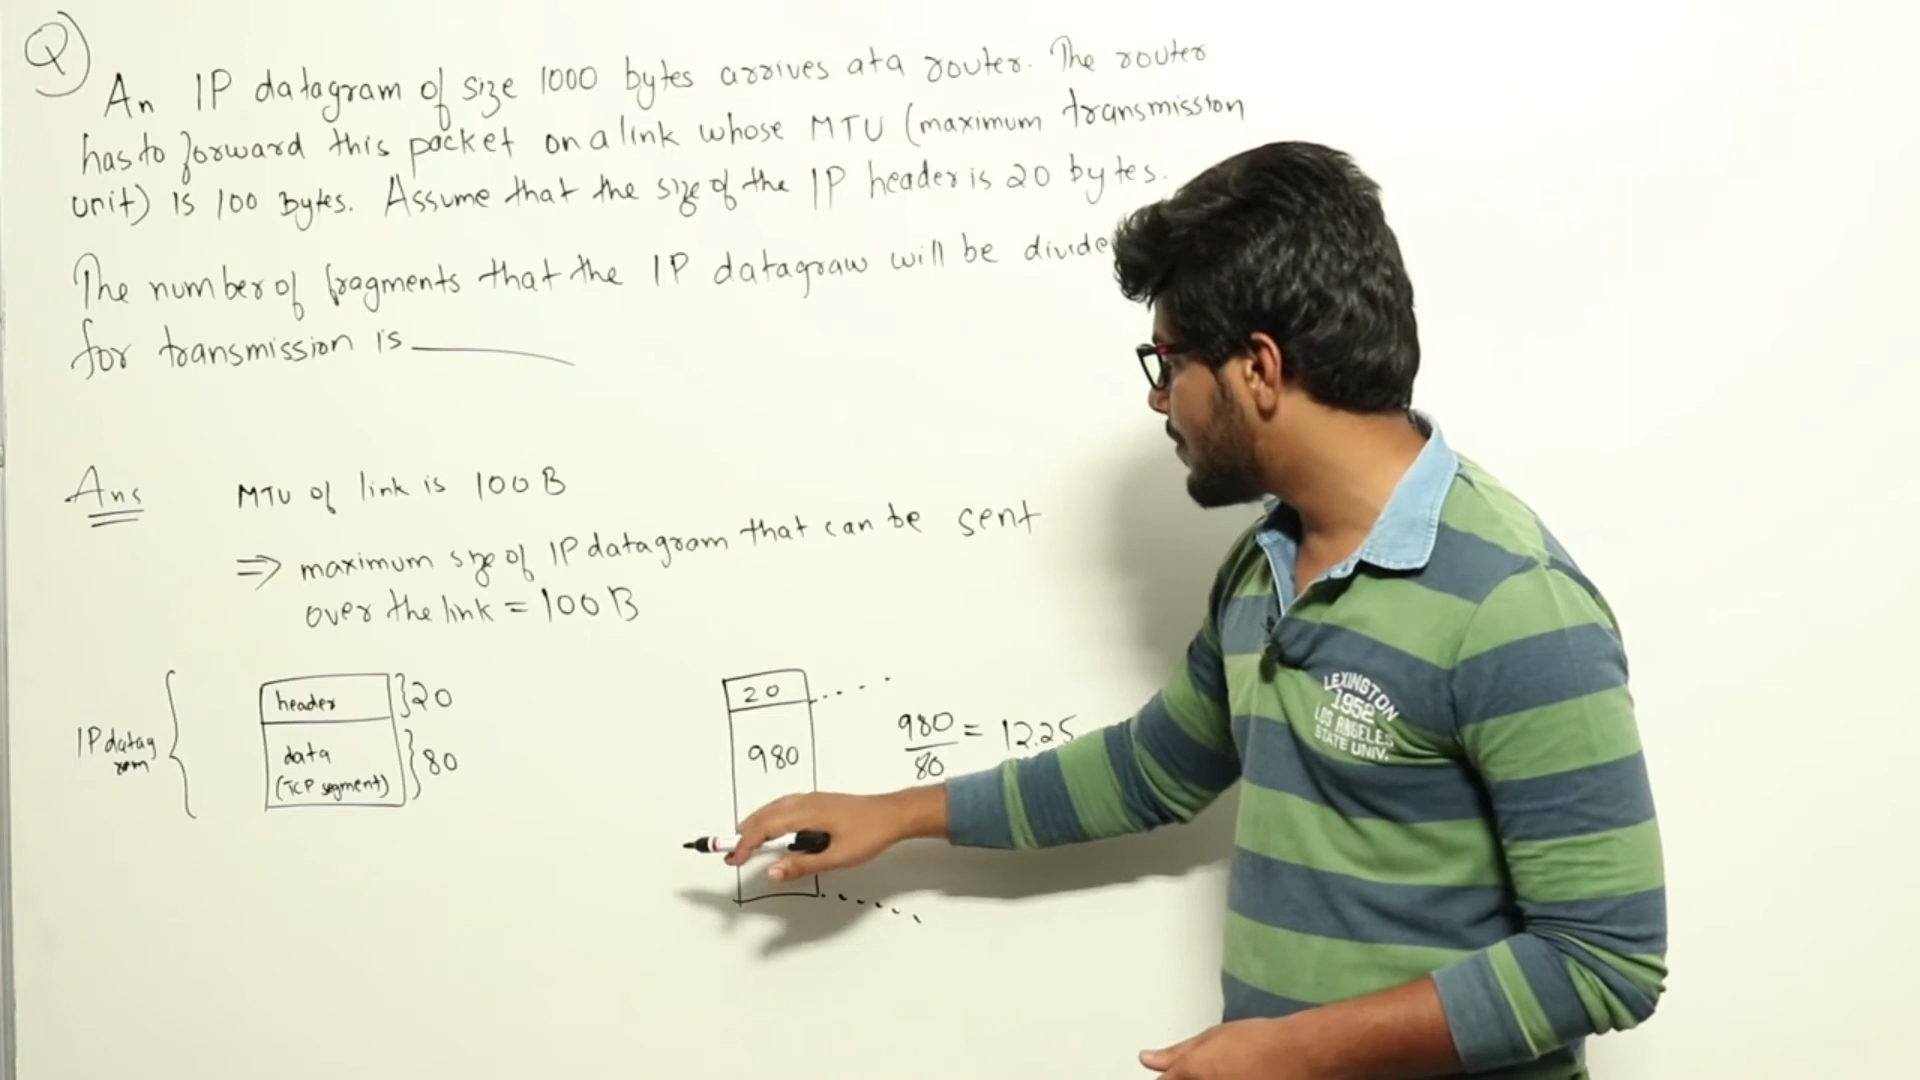 Q)
An IP datagram of size 1000 bytes arrives at a router. The router
has to forward this packet on a link whose MTU (maximum transmission
unit) is 100 bytes. Assume that the size of the IP header is 20 bytes.
The number of fragments that the IP datagram will be divide
for transmission is
Ans MTU of link is 100B
⇒ maximum size of IP datagram that can be sent
over the link = 100B
IP datag
ram
header } 20
data
(TCP segment) } 80
20
980
980/80 = 12.25
LEXINGTON
1952
LOS ANGELES
STATE UNIV.